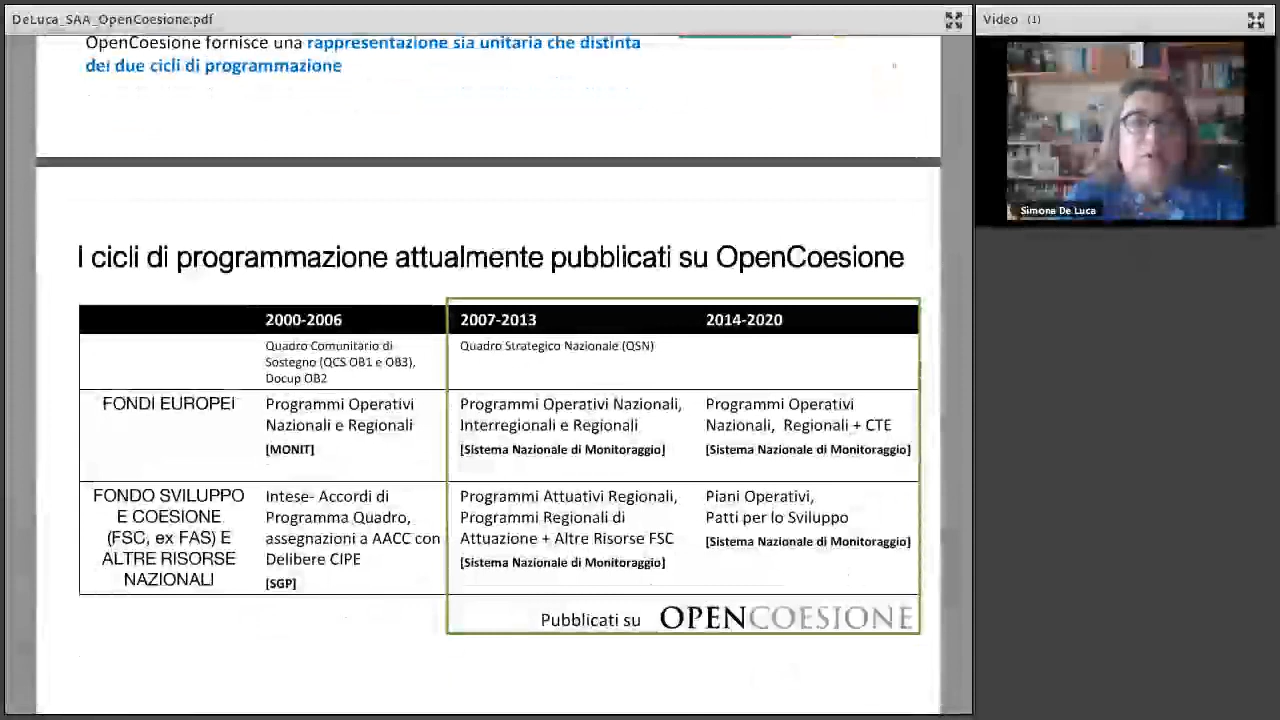 DeLuca_SAA_OpenCoesione.pdf
Video (1)
OpenCoesione fornisce una rappresentazione sia unitaria che distinta
dei due cicli di programmazione
Simona De Luca
I cicli di programmazione attualmente pubblicati su OpenCoesione
2000-2006
2007-2013
2014-2020
Quadro Comunitario di
Sostegno (QCS OB1 e OB3),
Docup OB2
Quadro Strategico Nazionale (QSN)
FONDI EUROPEI
Programmi Operativi
Nazionali e Regionali
[MONIT]
Programmi Operativi Nazionali,
Interregionali e Regionali
[Sistema Nazionale di Monitoraggio]
Programmi Operativi
Nazionali, Regionali + CTE
[Sistema Nazionale di Monitoraggio]
FONDO SVILUPPO
E COESIONE
(FSC, ex FAS) E
ALTRE RISORSE
NAZIONALI
Intese- Accordi di
Programma Quadro,
assegnazioni a AACC con
Delibere CIPE
[SGP]
Programmi Attuativi Regionali,
Programmi Regionali di
Attuazione + Altre Risorse FSC
[Sistema Nazionale di Monitoraggio]
Piani Operativi,
Patti per lo Sviluppo
[Sistema Nazionale di Monitoraggio]
Pubblicati su OPENCOESIONE